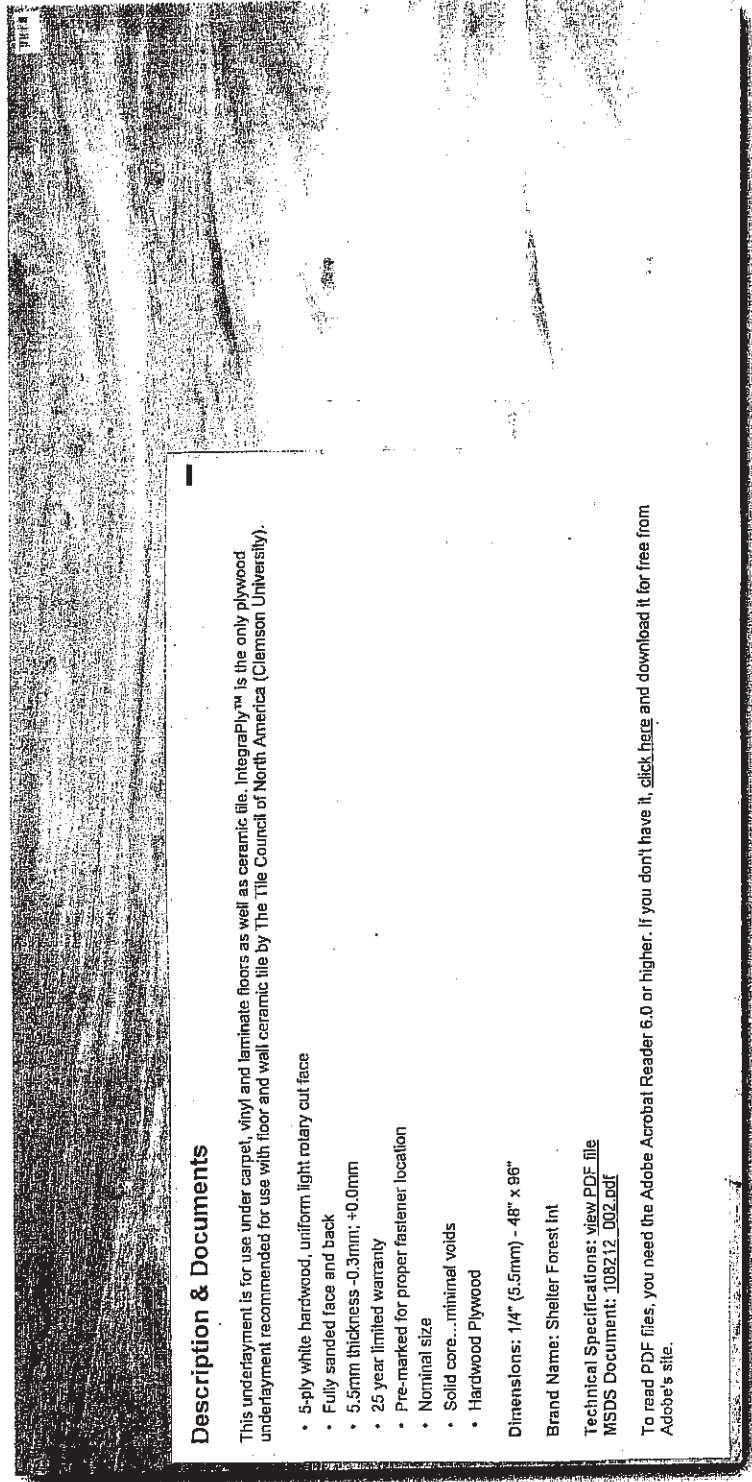 Description & Documents
This underlayment is for use under carpet, vinyl and laminate floors as well as ceramic tile. IntegraPly™ is the only plywood
underlayment recommended for use with floor and wall ceramic tile by The Tile Council of North America (Clemson University).
• 5-ply white hardwood, uniform light rotary cut face
• Fully sanded face and back
• 5.5mm thickness -0.3mm; +0.0mm
• 25 year limited warranty
• Pre-marked for proper fastener location
• Nominal size
• Solid core...minimal voids
• Hardwood Plywood
Dimensions: 1/4" (5.5mm) - 48" x 96"
Brand Name: Shelter Forest Int
Technical Specifications: view PDF file
MSDS Document: 108212_002.pdf
To read PDF files, you need the Adobe Acrobat Reader 6.0 or higher. If you don't have it, click here and download it for free from
Adobe's site.